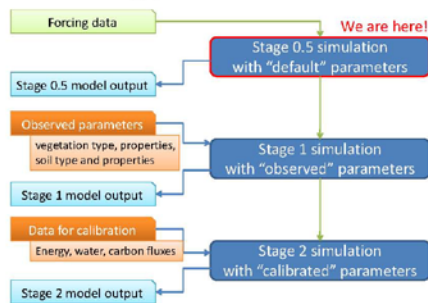 Forcing data
We are here!
Stage 0.5 simulation
with "default" parameters
Stage 0.5 model output
Observed parameters
vegetation type, properties,
soil type and properties
Stage 1 simulation
with "observed" parameters
Stage 1 model output
Data for calibration
Energy, water, carbon fluxes
Stage 2 simulation
with "calibrated" parameters
Stage 2 model output